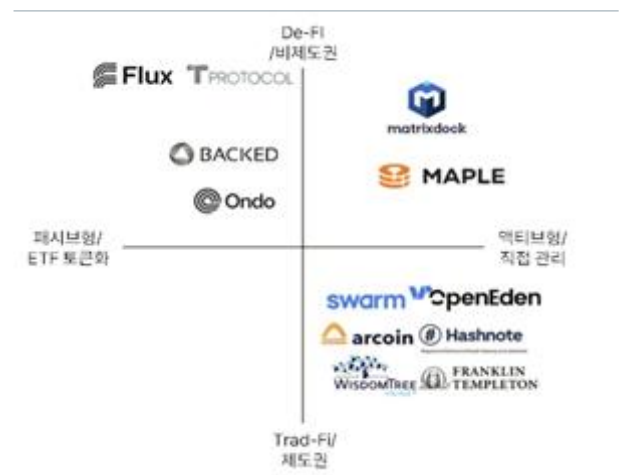 De-FI
/비제도권
Flux
TPROTOCOL
matrixdock
BACKED
MAPLE
Ondo
패시브형/
ETF 토큰화
액티브형/
직접 관리
swarm
OpenEden
arcoin
Hashnote
WISDOMTREE
FRANKLIN
TEMPLETON
Trad-Fi/
제도권